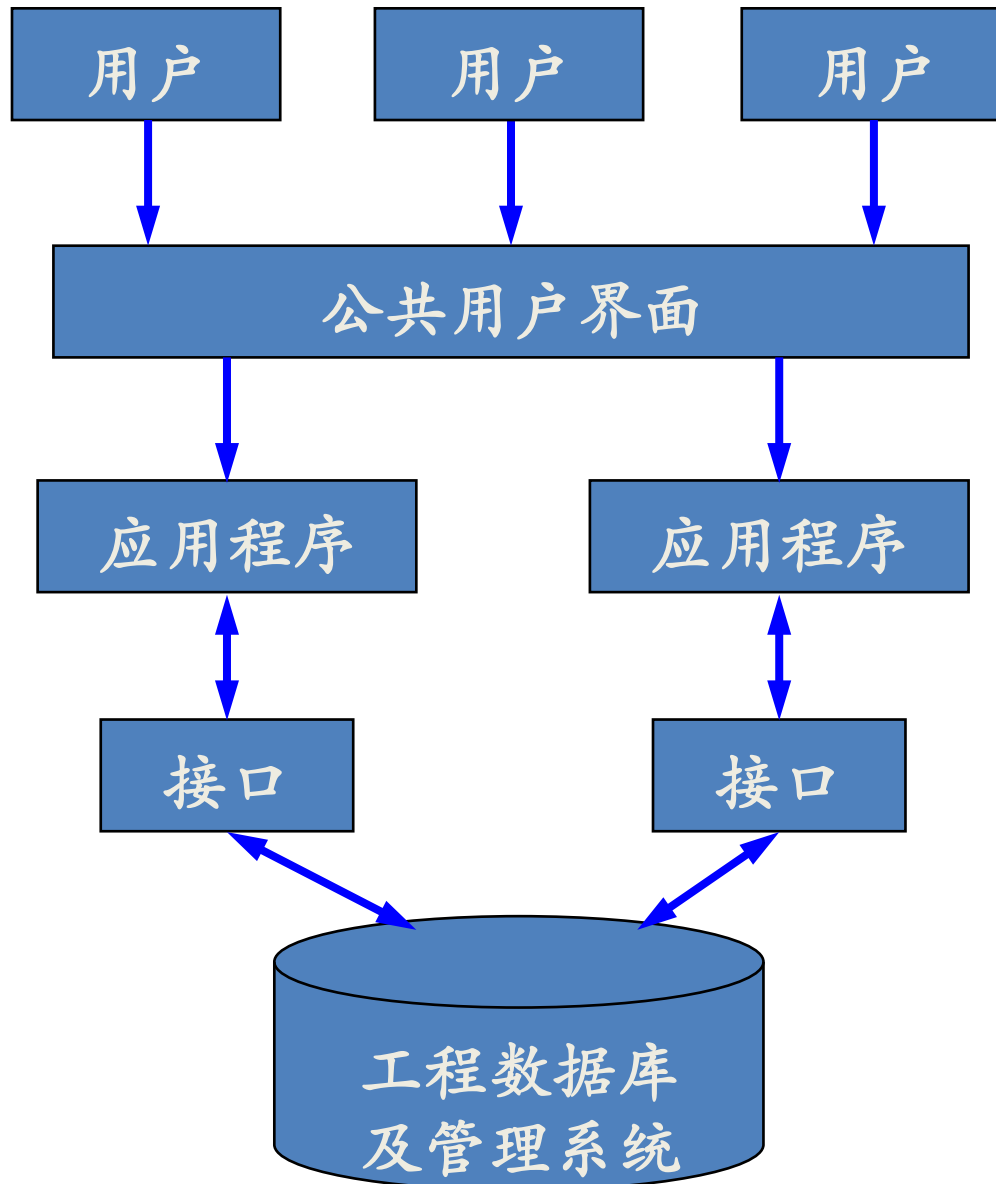 用户
用户
用户
公共用户界面
应用程序
应用程序
接口
接口
工程数据库
及管理系统